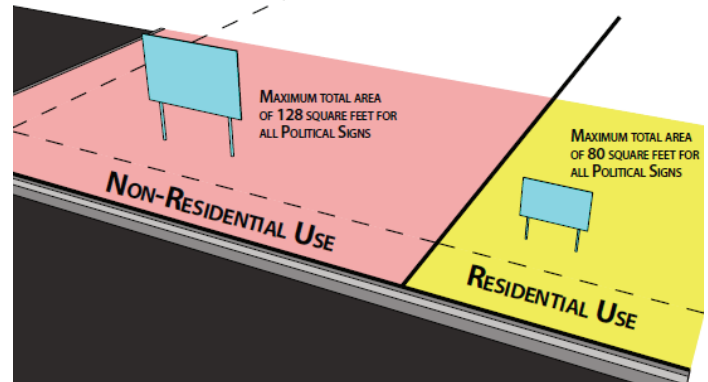 Maximum total area
of 128 square feet for
all Political Signs
Maximum total area
of 80 square feet for
all Political Signs
Non-Residential Use
Residential Use